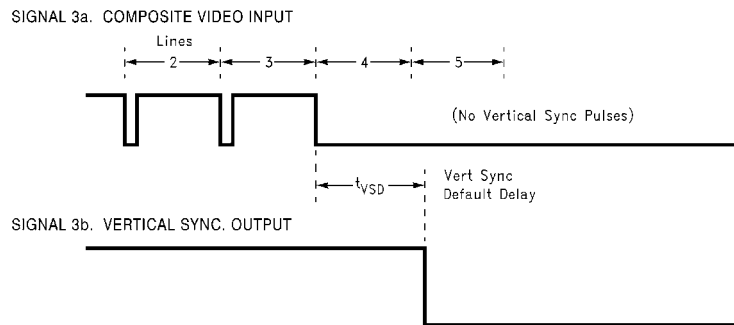 SIGNAL 3a. COMPOSITE VIDEO INPUT
Lines
2 3 4 5
(No Vertical Sync Pulses)
tVSD
Vert Sync
Default Delay
SIGNAL 3b. VERTICAL SYNC. OUTPUT